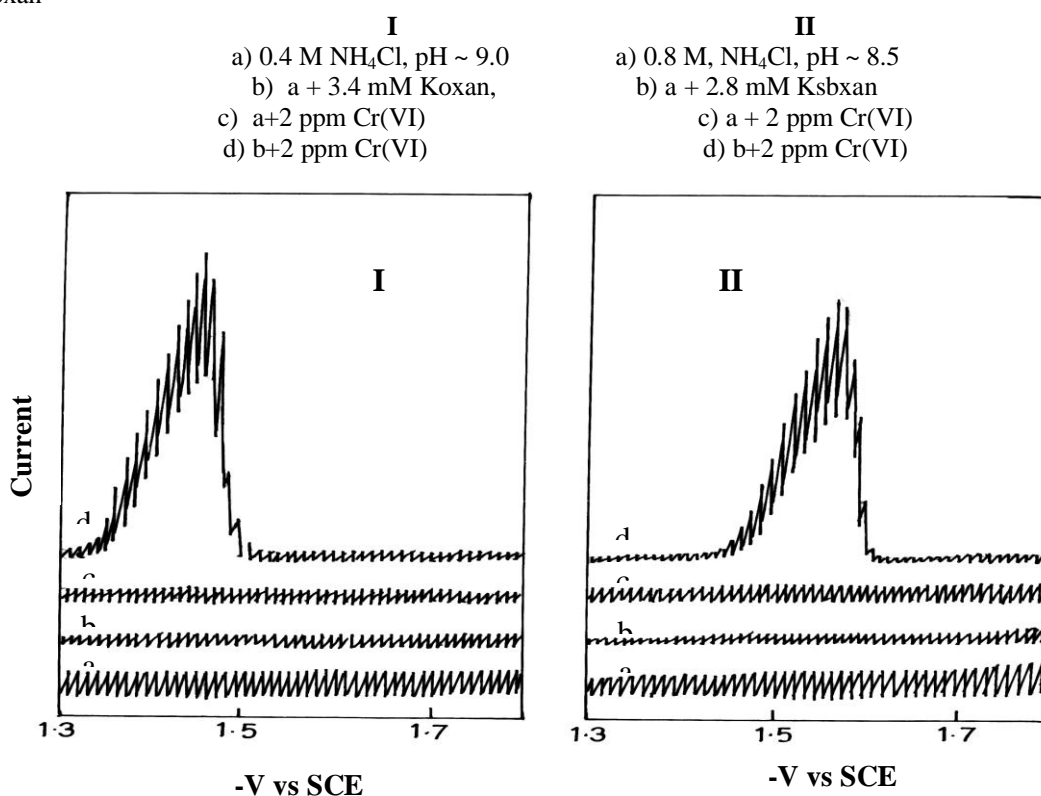 I
a) 0.4 M NH₄Cl, pH ~ 9.0
b) a + 3.4 mM Koxan,
c) a+2 ppm Cr(VI)
d) b+2 ppm Cr(VI)
II
a) 0.8 M, NH₄Cl, pH ~ 8.5
b) a + 2.8 mM Ksbxan
c) a + 2 ppm Cr(VI)
d) b+2 ppm Cr(VI)
Current
I
d
c
b
a
1·3
1·5
1·7
-V vs SCE
II
d
c
b
a
1·3
1·5
1·7
-V vs SCE